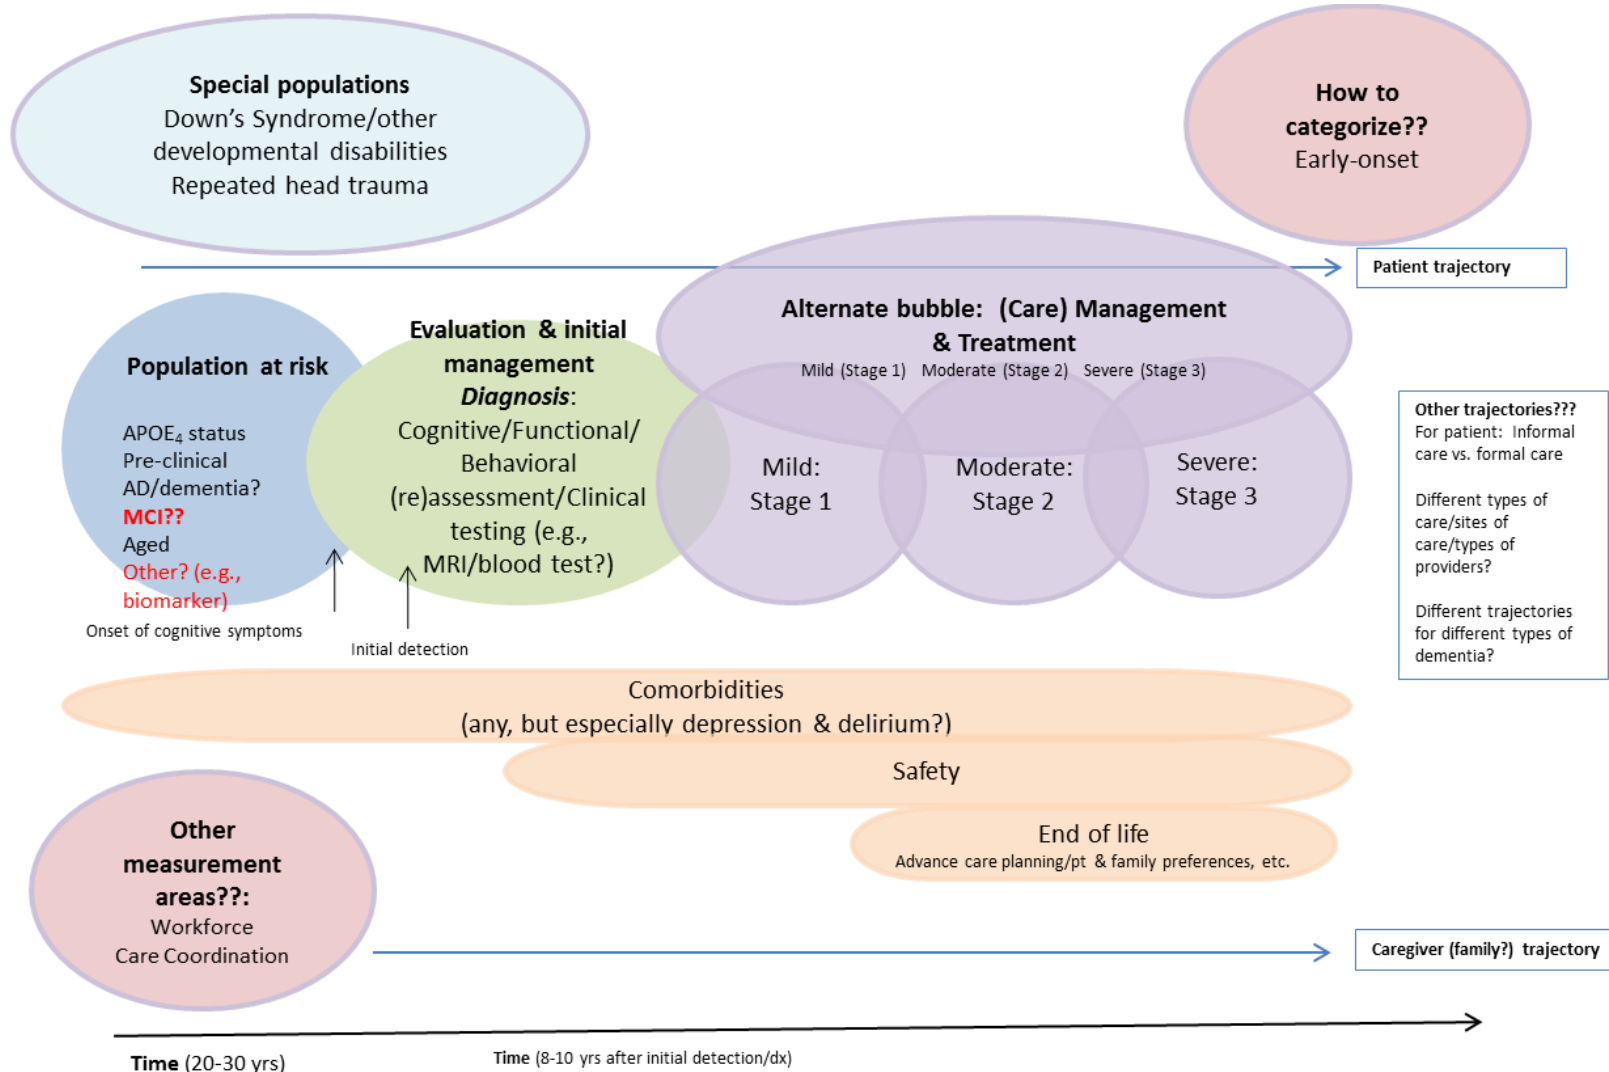 Special populations
Down's Syndrome/other
developmental disabilities
Repeated head trauma
How to
categorize??
Early-onset
Patient trajectory
Population at risk
APOE4 status
Pre-clinical
AD/dementia?
MCI??
Aged
Other? (e.g.,
biomarker)
Onset of cognitive symptoms
Evaluation & initial
management
Diagnosis:
Cognitive/Functional/
Behavioral
(re)assessment/Clinical
testing (e.g.,
MRI/blood test?)
Initial detection
Alternate bubble: (Care) Management
& Treatment
Mild (Stage 1) Moderate (Stage 2) Severe (Stage 3)
Mild:
Stage 1
Moderate:
Stage 2
Severe:
Stage 3
Other trajectories???
For patient: Informal
care vs. formal care
Different types of
care/sites of
care/types of
providers?
Different trajectories
for different types of
dementia?
Comorbidities
(any, but especially depression & delirium?)
Safety
End of life
Advance care planning/pt & family preferences, etc.
Other
measurement
areas??:
Workforce
Care Coordination
Caregiver (family?) trajectory
Time (20-30 yrs)
Time (8-10 yrs after initial detection/dx)